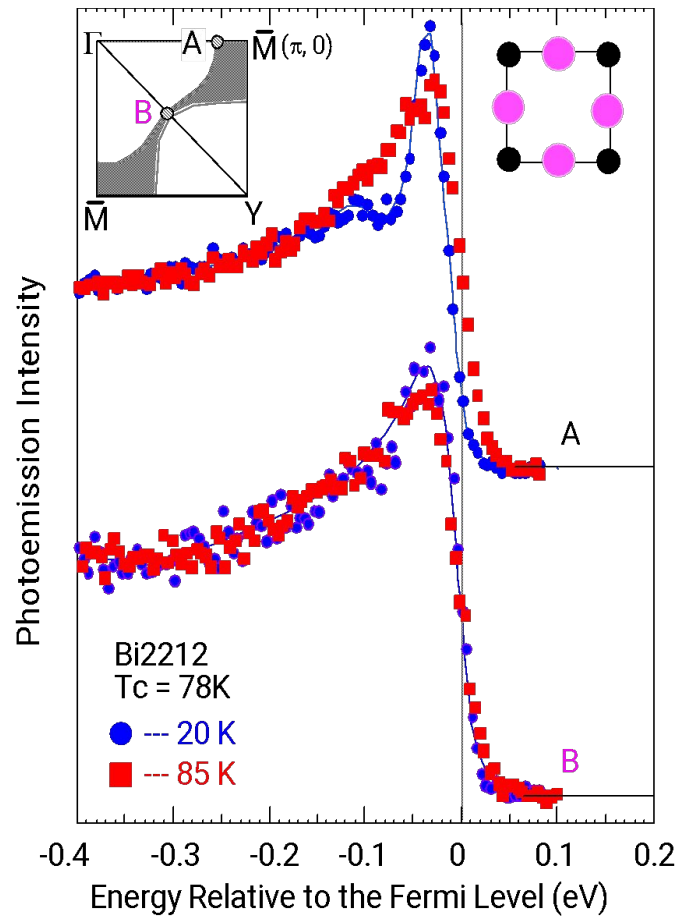 Γ
A
M̅ (π, 0)
B
M̅
Y
Photoemission Intensity
A
Bi2212
Tc = 78K
--- 20 K
--- 85 K
B
-0.4
-0.3
-0.2
-0.1
0
0.1
0.2
Energy Relative to the Fermi Level (eV)